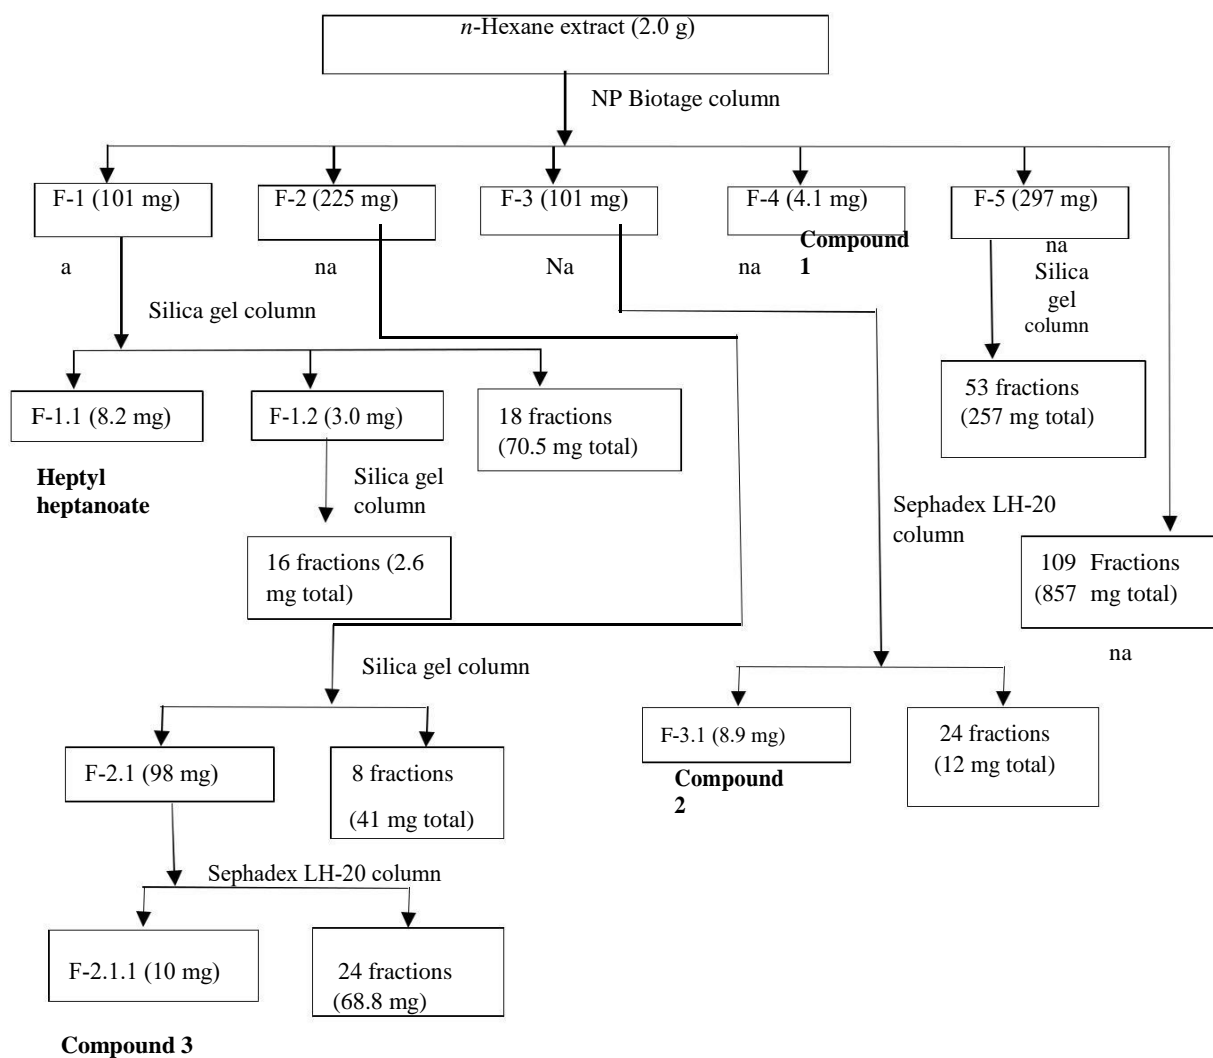 n-Hexane extract (2.0 g)
NP Biotage column
F-1 (101 mg)
F-2 (225 mg)
F-3 (101 mg)
F-4 (4.1 mg)
F-5 (297 mg)
Compound
1
a
na
Na
na
na
Silica
gel
column
Silica gel column
F-1.1 (8.2 mg)
F-1.2 (3.0 mg)
18 fractions
(70.5 mg total)
53 fractions
(257 mg total)
Heptyl
heptanoate
Silica gel
column
Sephadex LH-20
column
16 fractions (2.6
mg total)
109 Fractions
(857 mg total)
na
Silica gel column
F-2.1 (98 mg)
8 fractions
(41 mg total)
F-3.1 (8.9 mg)
Compound
2
24 fractions
(12 mg total)
Sephadex LH-20 column
F-2.1.1 (10 mg)
24 fractions
(68.8 mg)
Compound 3